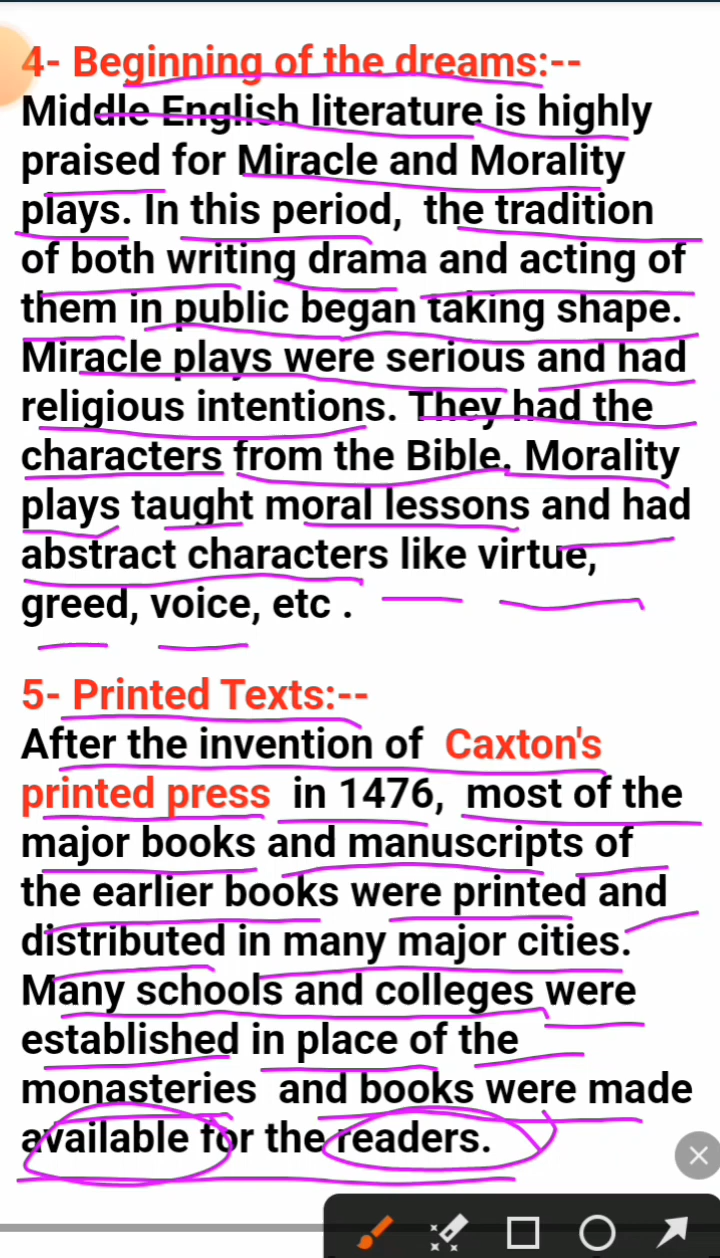 4- Beginning of the dreams:--
Middle English literature is highly
praised for Miracle and Morality
plays. In this period, the tradition
of both writing drama and acting of
them in public began taking shape.
Miracle plays were serious and had
religious intentions. They had the
characters from the Bible. Morality
plays taught moral lessons and had
abstract characters like virtue,
greed, voice, etc .
5- Printed Texts:--
After the invention of Caxton's
printed press in 1476, most of the
major books and manuscripts of
the earlier books were printed and
distributed in many major cities.
Many schools and colleges were
established in place of the
monasteries and books were made
available for the readers.